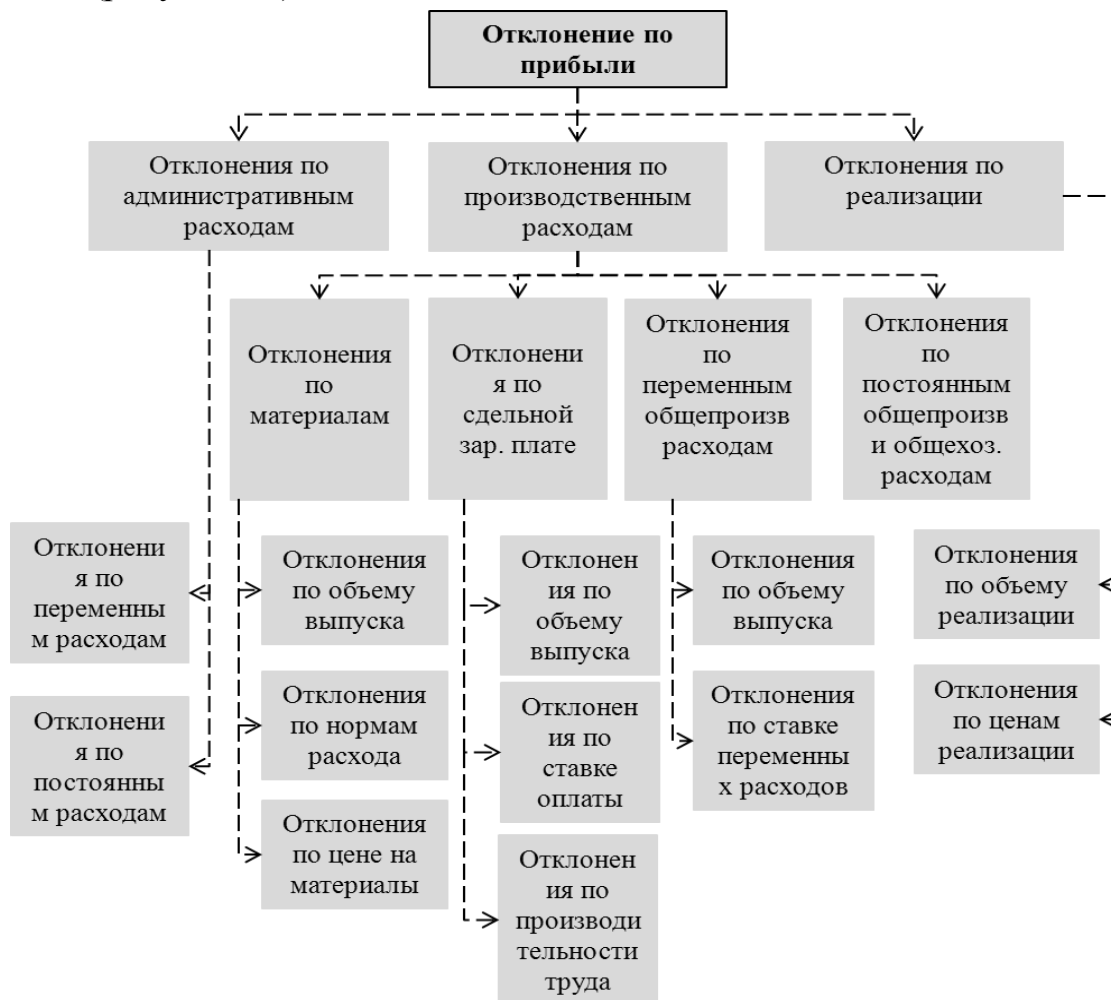 Отклонение по
прибыли
Отклонения по
административным
расходам
Отклонения по
производственным
расходам
Отклонения по
реализации
Отклонения
по
материалам
Отклонени
я по
сдельной
зар. плате
Отклонения
по
переменным
общепроизв
расходам
Отклонения
по
постоянным
общепроизв
и общехоз.
расходам
Отклонени
я по
переменны
м расходам
Отклонения
по объему
выпуска
Отклонен
ия по
объему
выпуска
Отклонения
по объему
выпуска
Отклонения
по объему
реализации
Отклонени
я по
постоянны
м расходам
Отклонения
по нормам
расхода
Отклонен
ия по
ставке
оплаты
Отклонения
по ставке
переменны
х расходов
Отклонения
по ценам
реализации
Отклонения
по цене на
материалы
Отклонен
ия по
производи
тельности
труда